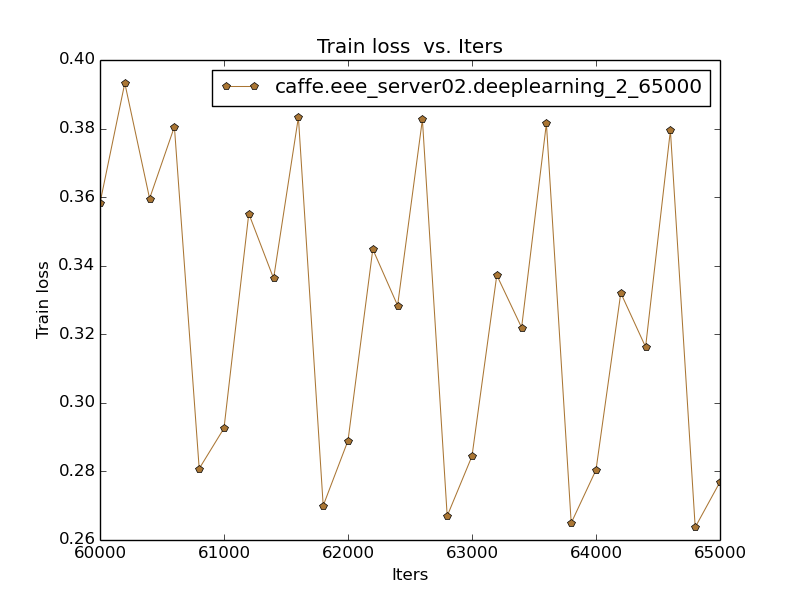 Train loss  vs. Iters
caffe.eee_server02.deeplearning_2_65000
0.40
0.38
0.36
0.34
0.32
0.30
0.28
0.26
Train loss
60000 61000 62000 63000 64000 65000
Iters